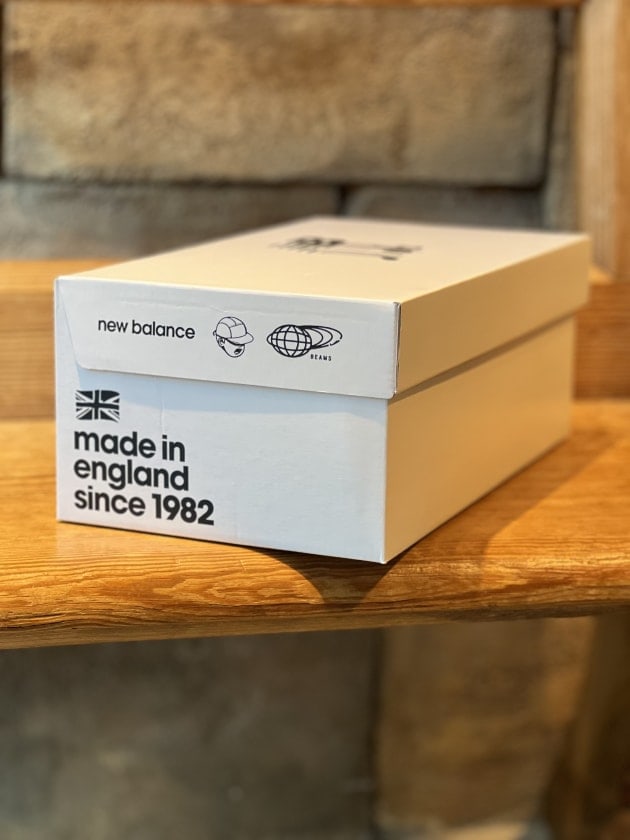 new balance
BEAMS
made in
england
since 1982